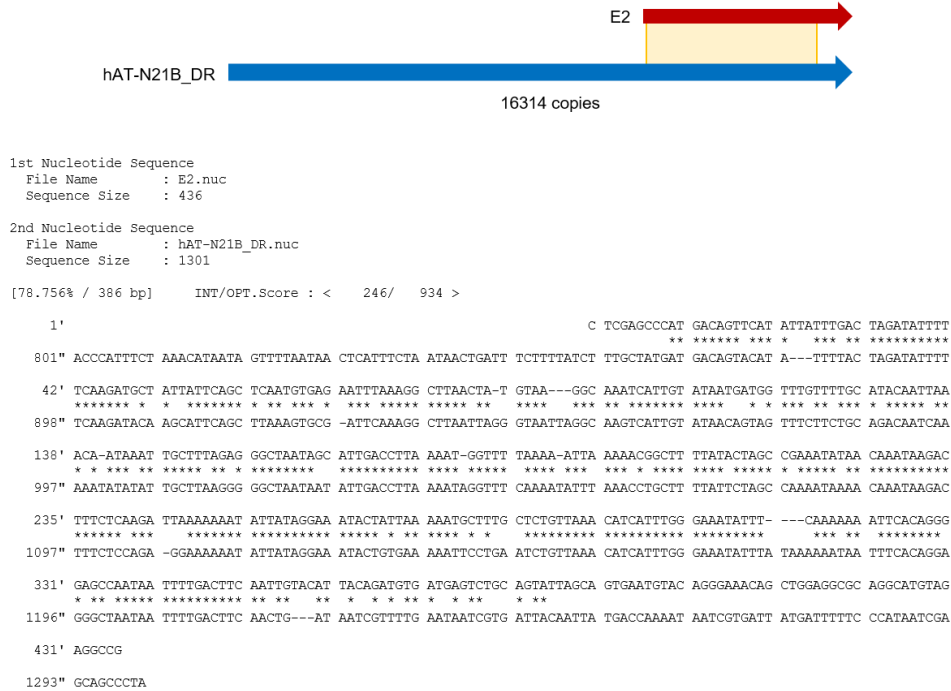 E2
hAT-N21B_DR
16314 copies
1st Nucleotide Sequence
File Name : E2.nuc
Sequence Size : 436
2nd Nucleotide Sequence
File Name : hAT-N21B_DR.nuc
Sequence Size : 1301
[78.756% / 386 bp] INT/OPT.Score : < 246/ 934 >
1' C TCGAGCCCAT GACAGTTCAT ATTATTTGAC TAGATATTTT
** ****** *** * ** *** **********
801" ACCCATTTCT AAACATAATA GTTTTAATAA CTCATTTCTA ATAACTGATT TCTTTTATCT TTGCTATGAT GACAGTACAT A---TTTTAC TAGATATTTT
42' TCAAGATGCT ATTATTCAGC TCAATGTGAG AATTTAAAGG CTTAACTA-T GTAA---GGC AAATCATTGT ATAATGATGG TTTGTTTTGC ATACAATTAA
******* * * ******* * ** *** * *** ***** ***** ** **** *** ** ******* **** * ** *** ** *** * ***** **
898" TCAAGATACA AGCATTCAGC TTAAAGTGCG -ATTCAAAGG CTTAATTAGG GTAATTAGGC AAGTCATTGT ATAACAGTAG TTTCTTCTGC AGACAATCAA
138' ACA-ATAAAT TGCTTTAGAG GGCTAATAGC ATTGACCTTA AAAT-GGTTT TAAAA-ATTA AAAACGGCTT TTATACTAGC CGAAATATAA CAAATAAGAC
* * *** ** ***** ** * ** ******** ********** **** ***** **** *** *** ** **** **** ***** ****** ** **********
997" AAATATATAT TGCTTAAGGG GGCTAATAAT ATTGACCTTA AAATAGGTTT CAAAATATTT AAACCTGCTT TTATTCTAGC CAAAATAAAA CAAATAAGAC
235' TTTCTCAAGA TTAAAAAAAT ATTATAGGAA ATACTATTAA AAATGCTTTG CTCTGTTAAA CATCATTTGG GAAATATTT- ----CAAAAAA ATTCACAGGG
****** *** ******* ********** ***** * ** **** * * ********* ********** ********* *** ** ********
1097" TTTCTCCAGA -GGAAAAAAT ATTATAGGAA ATACTGTGAA AAATTCCTGA ATCTGTTAAA CATCATTTGG GAAATATTTA TAAAAAATAA TTTCACAGGA
331' GAGCCAATAA TTTTGACTTC AATTGTACAT TACAGATGTG ATGAGTCTGC AGTATTAGCA GTGAATGTAC AGGGAAACAG CTGGAGGCGC AGGCATGTAG
* ** ***** ********** ** * ** * * * ** * * ** * **
1196" GGGCTAATAA TTTTGACTTC AACTG---AT AATCGTTTTG AATAATCGTG ATTACAATTA TGACCAAAAT AATCGTGATT ATGATTTTTC CCATAATCGA
431' AGGCCG
1293" GCAGCCCTA